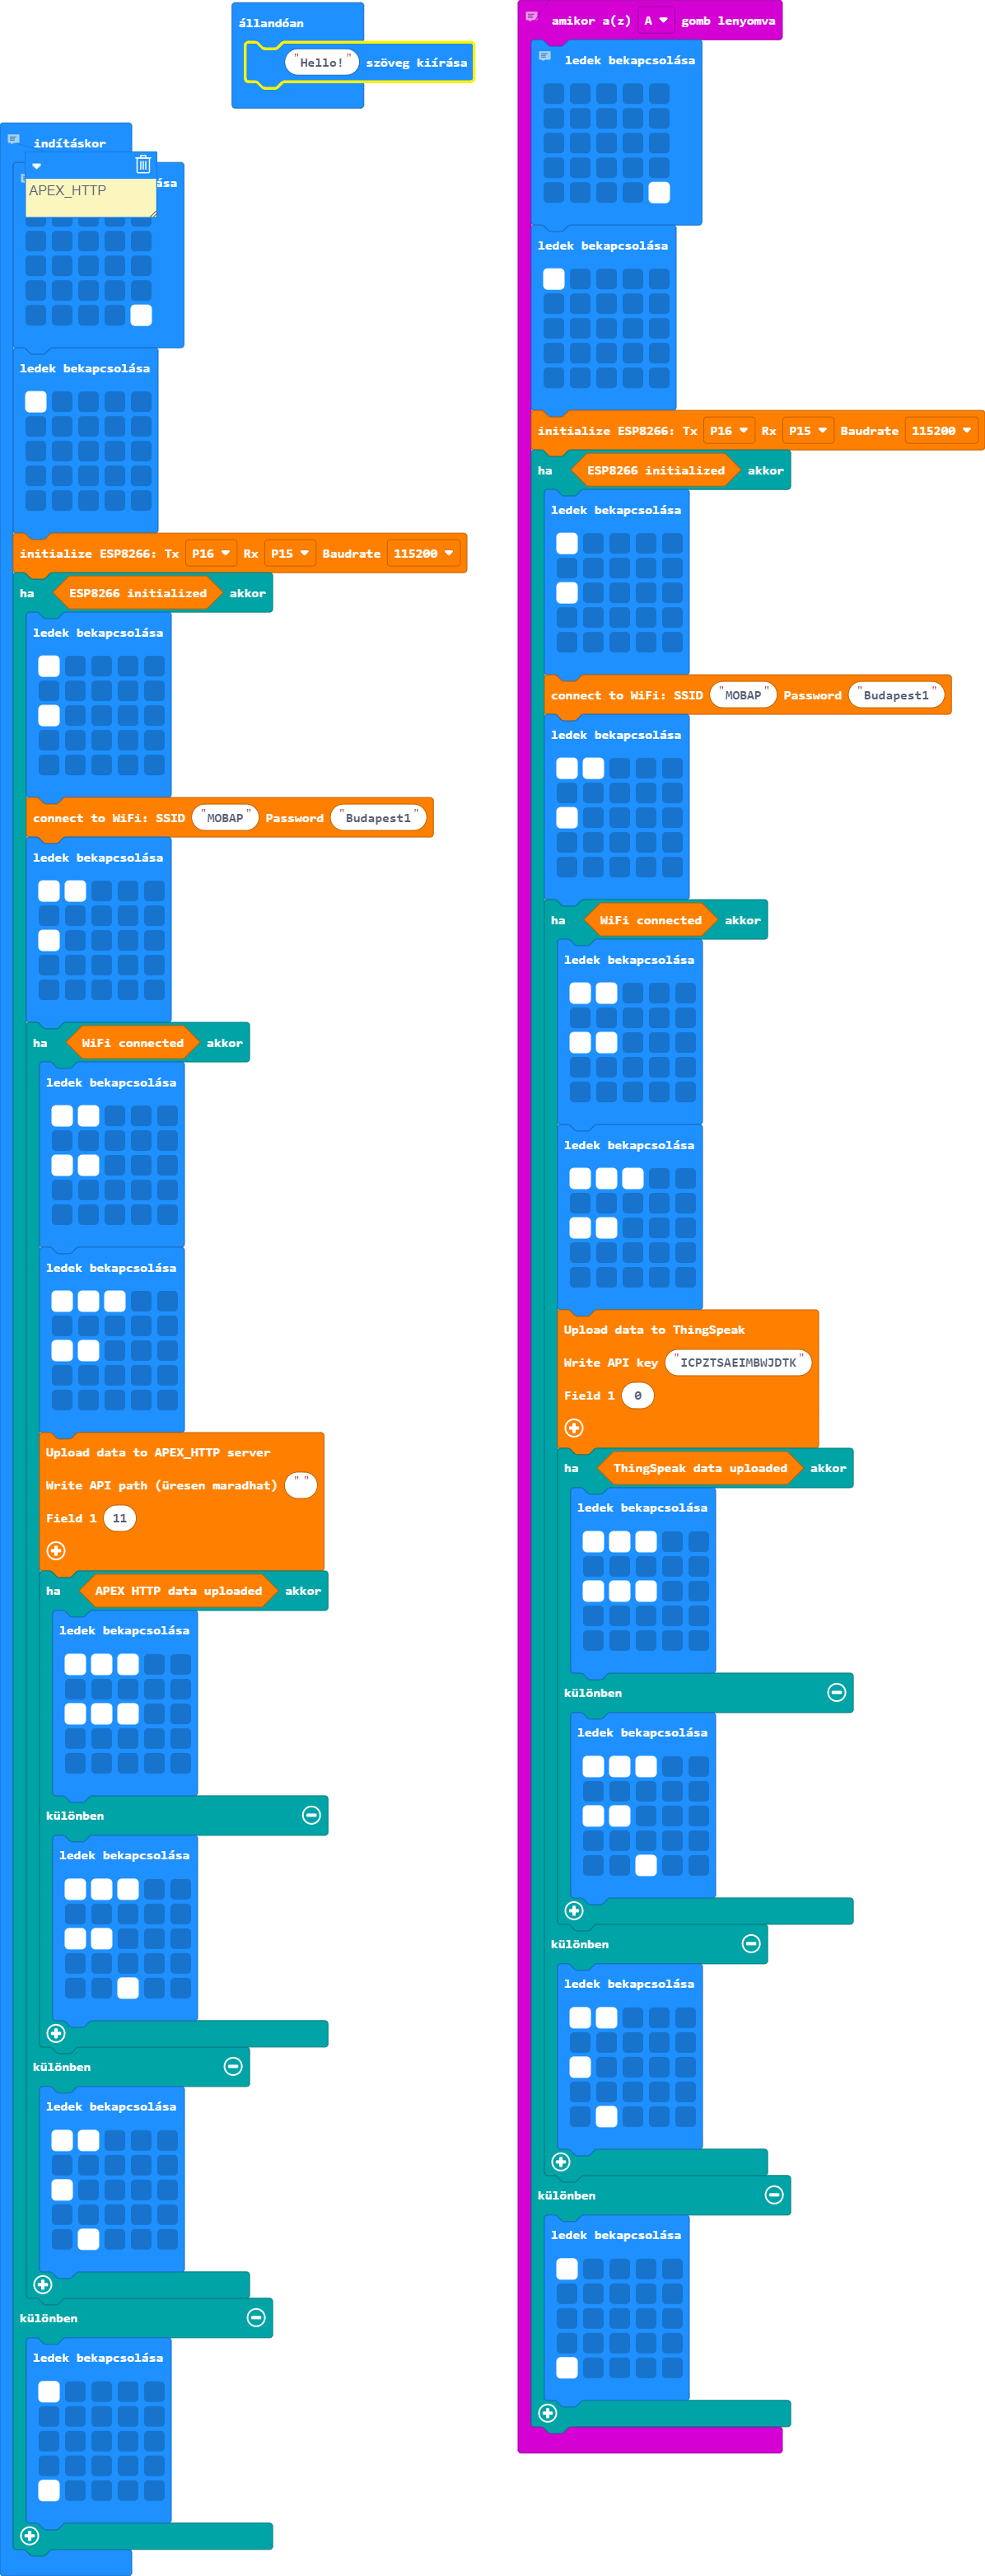 állandóan
"Hello!" szöveg kiírása
indításkor
ása
APEX_HTTP
ledek bekapcsolása
initialize ESP8266: Tx P16 Rx P15 Baudrate 115200
ha ESP8266 initialized akkor
ledek bekapcsolása
connect to WiFi: SSID "MOBAP" Password "Budapest1"
ledek bekapcsolása
ha WiFi connected akkor
ledek bekapcsolása
ledek bekapcsolása
Upload data to APEX_HTTP server
Write API path (üresen maradhat) ""
Field 1 11
ha APEX HTTP data uploaded akkor
ledek bekapcsolása
különben
ledek bekapcsolása
különben
ledek bekapcsolása
különben
ledek bekapcsolása
amikor a(z) A gomb lenyomva
ledek bekapcsolása
ledek bekapcsolása
initialize ESP8266: Tx P16 Rx P15 Baudrate 115200
ha ESP8266 initialized akkor
ledek bekapcsolása
connect to WiFi: SSID "MOBAP" Password "Budapest1"
ledek bekapcsolása
ha WiFi connected akkor
ledek bekapcsolása
ledek bekapcsolása
Upload data to ThingSpeak
Write API key "ICPZTSAEIMBWJDTK"
Field 1 0
ha ThingSpeak data uploaded akkor
ledek bekapcsolása
különben
ledek bekapcsolása
különben
ledek bekapcsolása
különben
ledek bekapcsolása